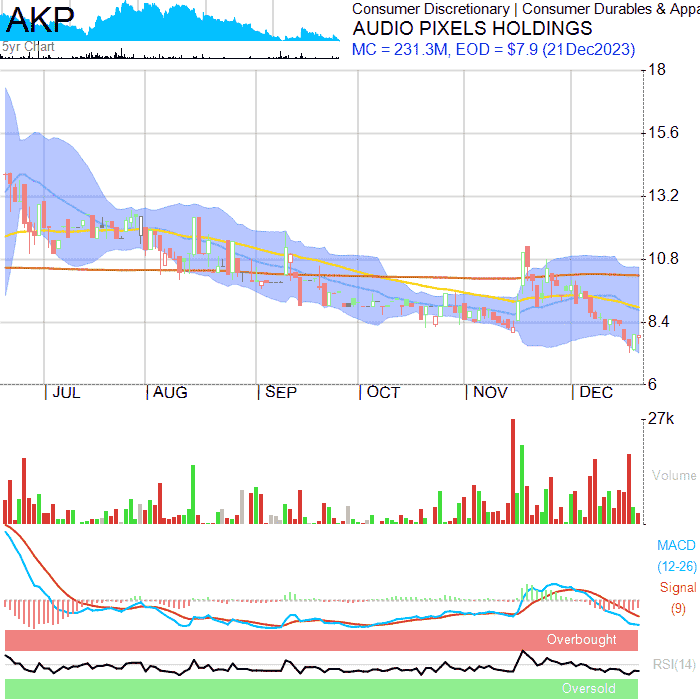 AKP
5yr Chart
Consumer Discretionary | Consumer Durables & Appa
AUDIO PIXELS HOLDINGS
MC = 231.3M, EOD = $7.9 (21Dec2023)
18
15.6
13.2
10.8
8.4
6
JUL
AUG
SEP
OCT
NOV
DEC
27k
Volume
MACD
(12-26)
Signal
(9)
Overbought
RSI(14)
Oversold